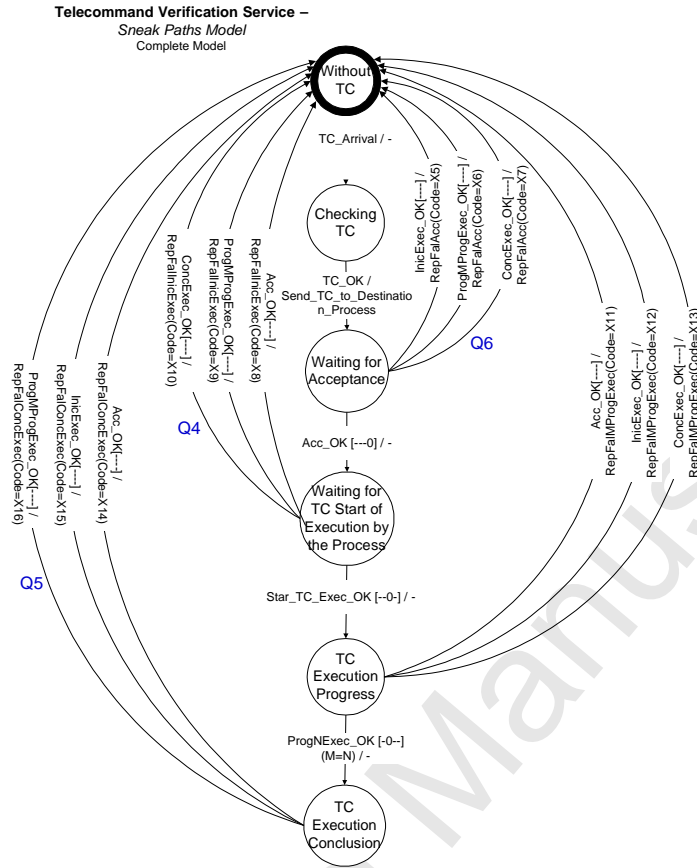 Telecommand Verification Service –
Sneak Paths Model
Complete Model
Without
TC
TC_Arrival / -
Checking
TC
TC_OK /
Send_TC_to_Destinatio
n_Process
Waiting for
Acceptance
Acc_OK [---0] / -
Waiting for
TC Start of
Execution by
the Process
Star_TC_Exec_OK [--0-] / -
TC
Execution
Progress
ProgNExec_OK [-0--]
(M=N) / -
TC
Execution
Conclusion
ProgMProgExec_OK[----] /
RepFalConcExec(Code=X16)
InicExec_OK[----] /
RepFalConcExec(Code=X15)
Acc_OK[----] /
RepFalConcExec(Code=X14)
Q5
ConcExec_OK[----] /
RepFalInicExec(Code=X10)
ProgMProgExec_OK[----] /
RepFalInicExec(Code=X9)
Acc_OK[----] /
RepFalInicExec(Code=X8)
Q4
InicExec_OK[----] /
RepFalAcc(Code=X5)
ProgMProgExec_OK[----] /
RepFalAcc(Code=X6)
ConcExec_OK[----] /
RepFalAcc(Code=X7)
Q6
Acc_OK[----] /
RepFalMProgExec(Code=X11)
InicExec_OK[----] /
RepFalMProgExec(Code=X12)
ConcExec_OK[----] /
RepFalMProgExec(Code=X13)
Manus